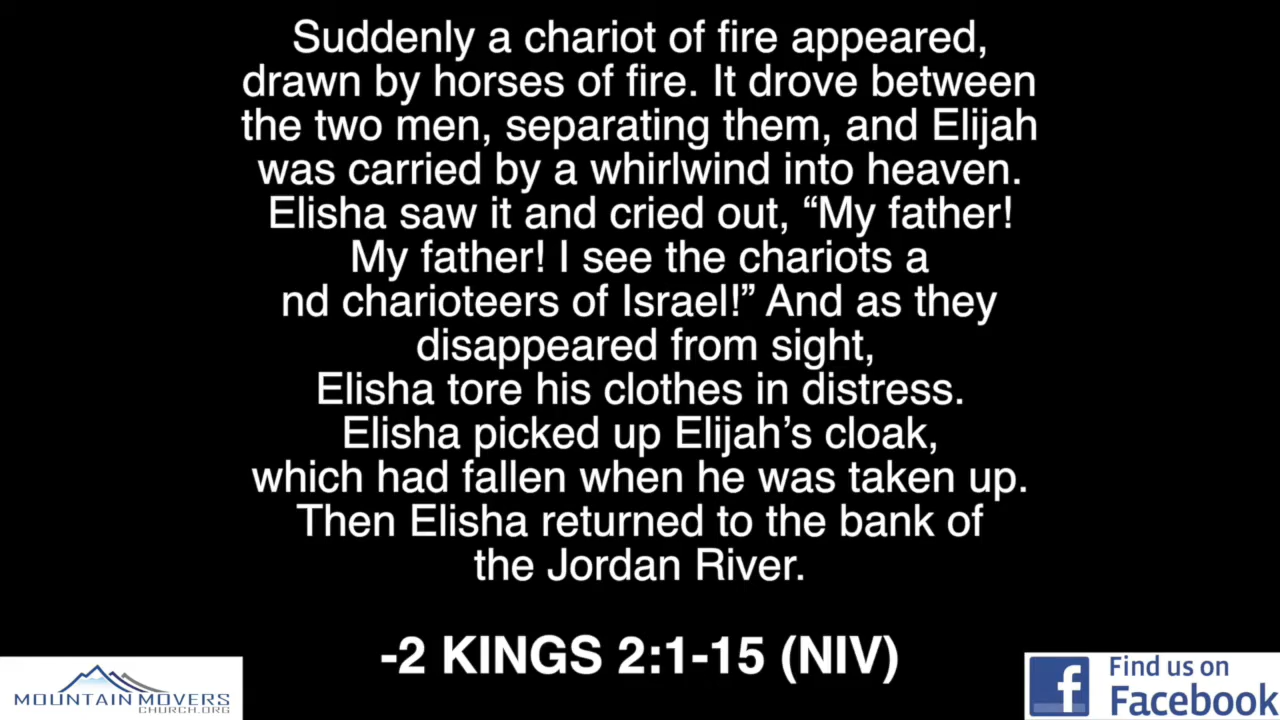 Suddenly a chariot of fire appeared,
drawn by horses of fire. It drove between
the two men, separating them, and Elijah
was carried by a whirlwind into heaven.
Elisha saw it and cried out, “My father!
My father! I see the chariots a
nd charioteers of Israel!” And as they
disappeared from sight,
Elisha tore his clothes in distress.
Elisha picked up Elijah’s cloak,
which had fallen when he was taken up.
Then Elisha returned to the bank of
the Jordan River.
-2 KINGS 2:1-15 (NIV)
MOUNTAIN MOVERS
CHURCH.ORG
f
Find us on
Facebook